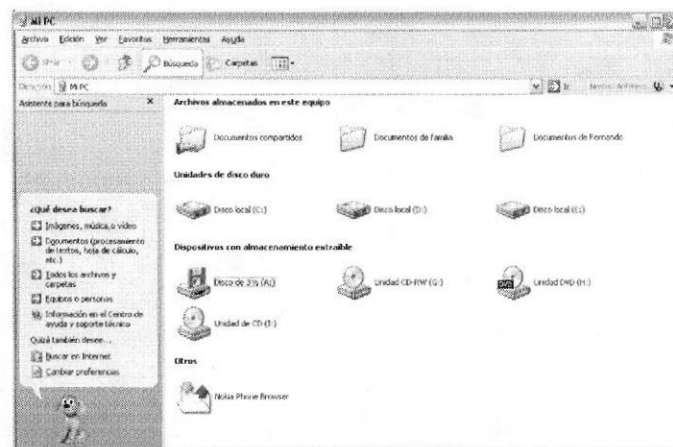 Mi PC
Archivo Edición Ver Favoritos Herramientas Ayuda
Búsqueda Carpetas
Dirección Mi PC Ir
Asistente para búsqueda
Archivos almacenados en este equipo
Documentos compartidos Documentos de familia Documentos de Fernando
Unidades de disco duro
Disco local (C:) Disco local (D:) Disco local (E:)
Dispositivos con almacenamiento extraíble
Disco de 3½ (A:) Unidad CD-RW (G:) Unidad DVD (H:)
Unidad de CD (I:)
Otros
Nokia Phone Browser
¿Qué desea buscar?
Imágenes, música,o vídeo
Documentos (procesamiento
de textos, hoja de cálculo,
etc.)
Todos los archivos y
carpetas
Equipos o personas
Información en el Centro de
ayuda y soporte técnico
Quizá también desee...
Buscar en Internet
Cambiar preferencias